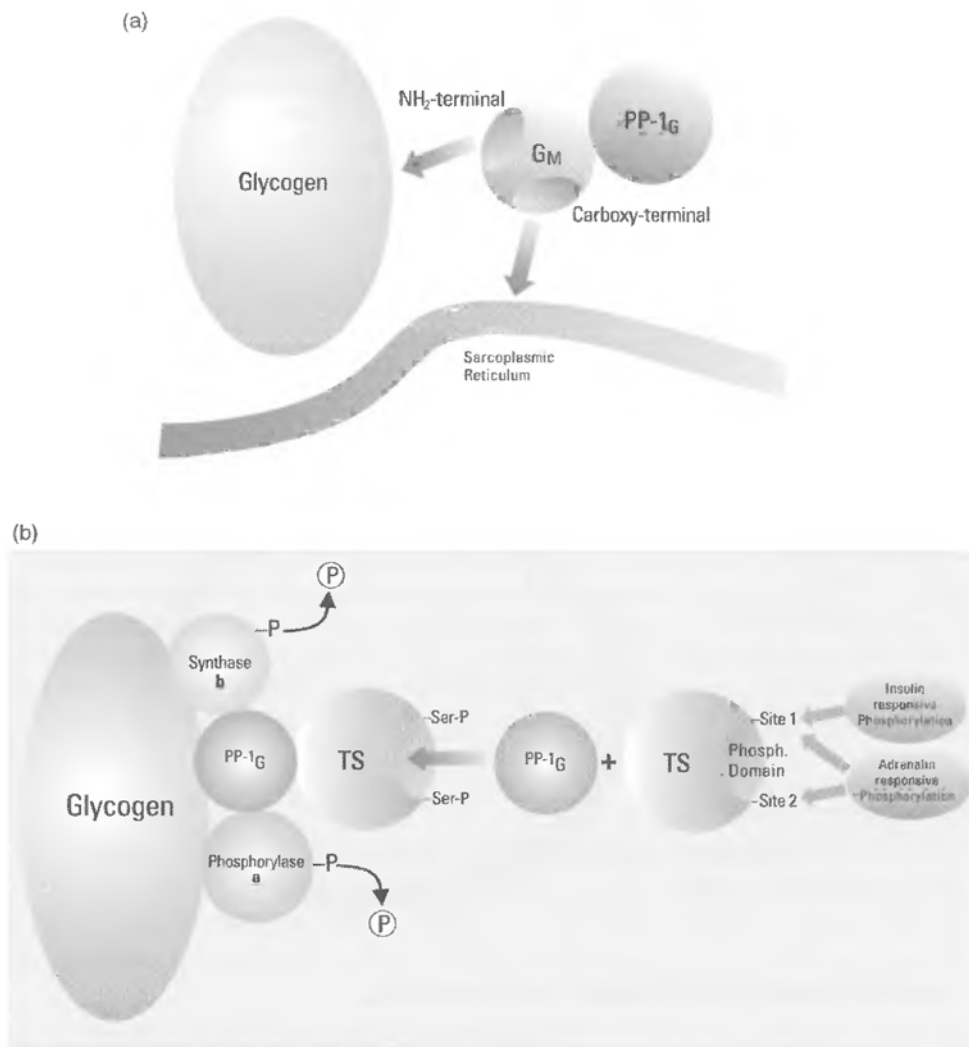 (a)
NH₂-terminal
Glycogen
GM
PP-1G
Carboxy-terminal
Sarcoplasmic
Reticulum
(b)
P
-P
Synthase
b
Glycogen
PP-1G
TS
-Ser-P
-Ser-P
PP-1G
+
TS
Phosph.
Domain
-Site 1
-Site 2
Insulin
responsive
Phosphorylation
Adrenalin
responsive
Phosphorylation
Phosphorylase
a
-P
P